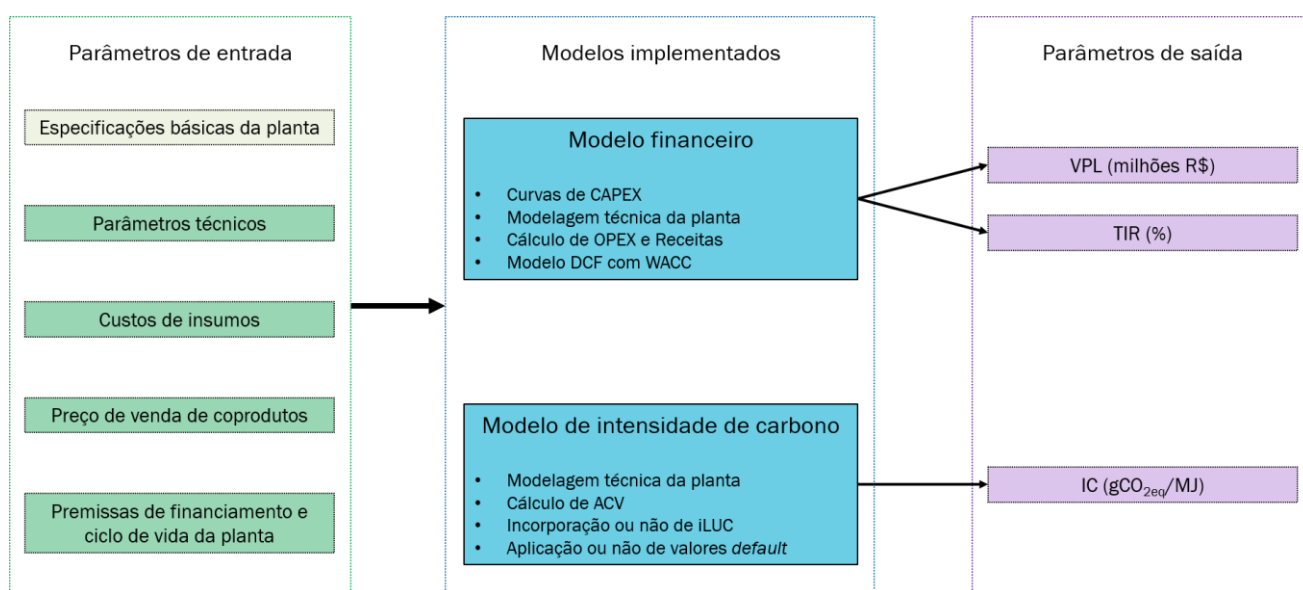 Parâmetros de entrada
Especificações básicas da planta
Parâmetros técnicos
Custos de insumos
Preço de venda de coprodutos
Premissas de financiamento e
ciclo de vida da planta
Modelos implementados
Modelo financeiro
• Curvas de CAPEX
• Modelagem técnica da planta
• Cálculo de OPEX e Receitas
• Modelo DCF com WACC
Modelo de intensidade de carbono
• Modelagem técnica da planta
• Cálculo de ACV
• Incorporação ou não de iLUC
• Aplicação ou não de valores default
Parâmetros de saída
VPL (milhões R$)
TIR (%)
IC (gCO₂eq/MJ)